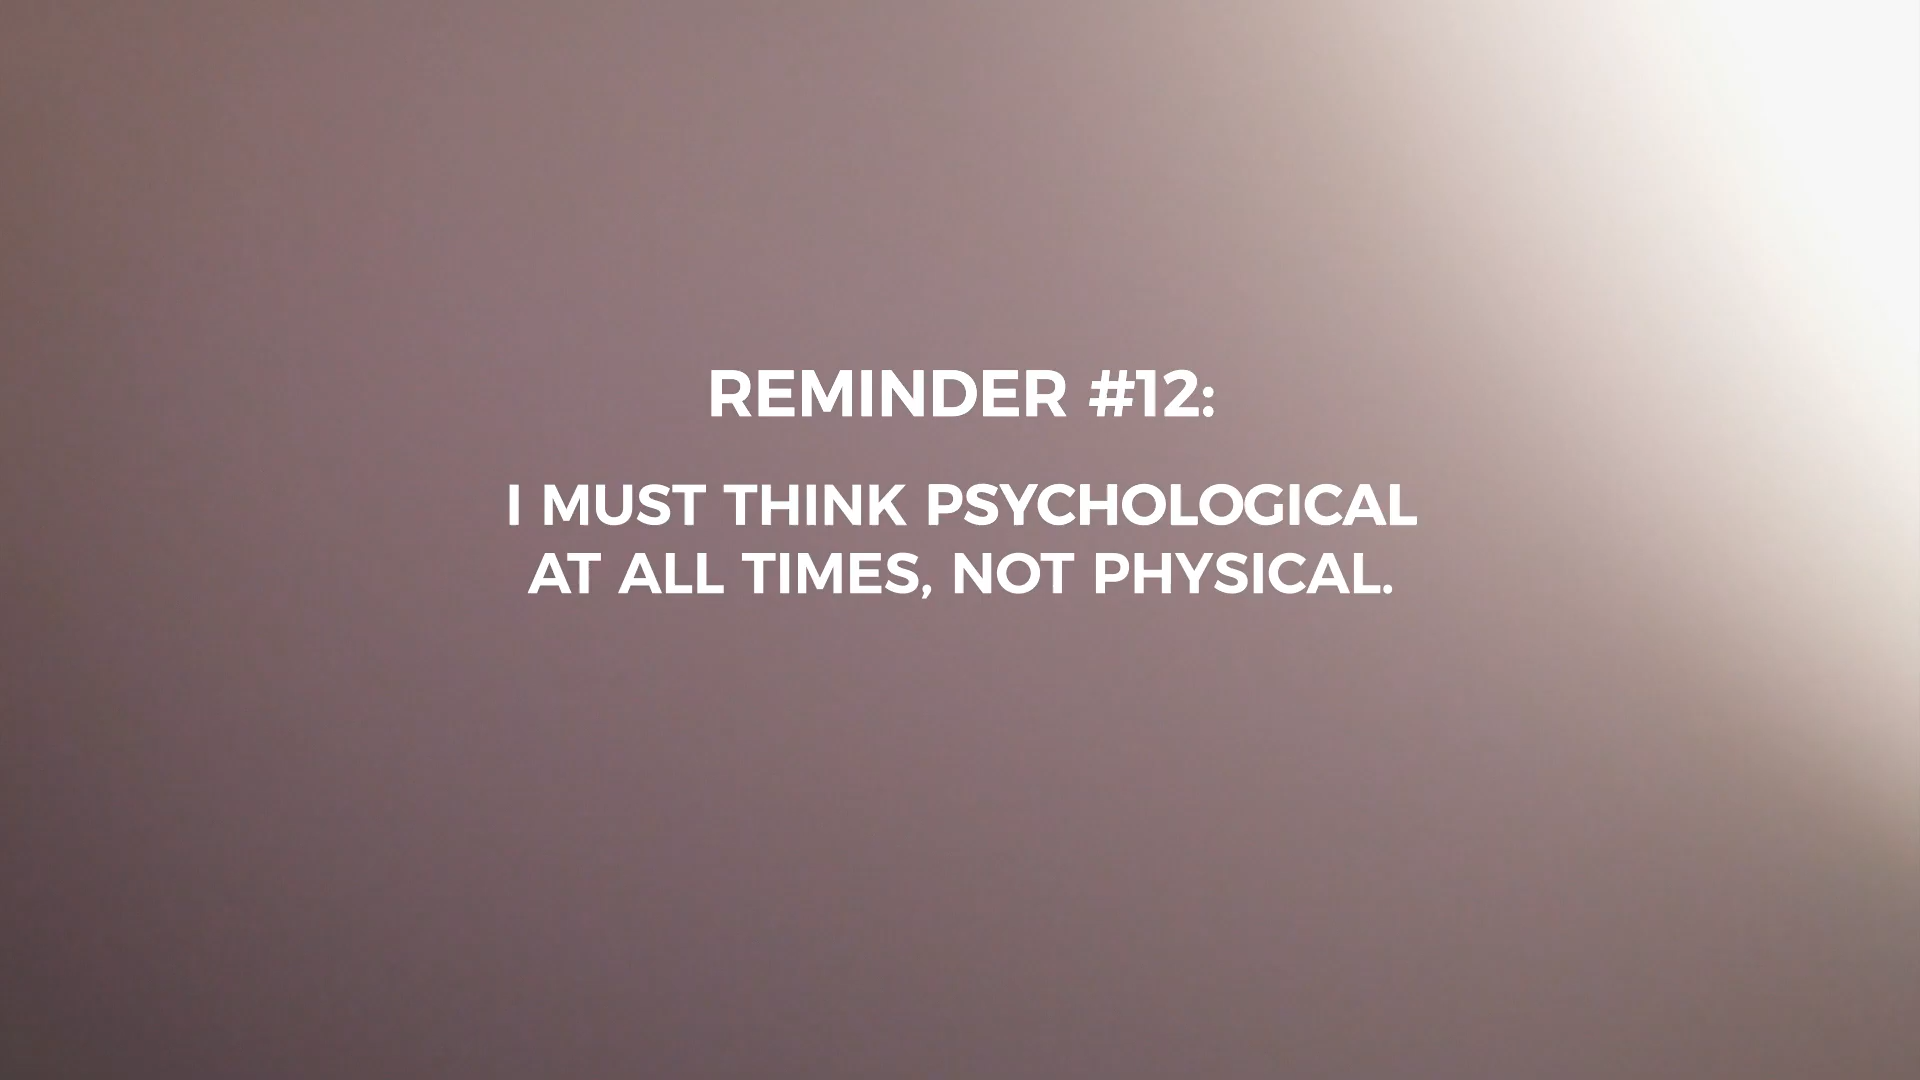 REMINDER #12:
I MUST THINK PSYCHOLOGICAL
AT ALL TIMES, NOT PHYSICAL.